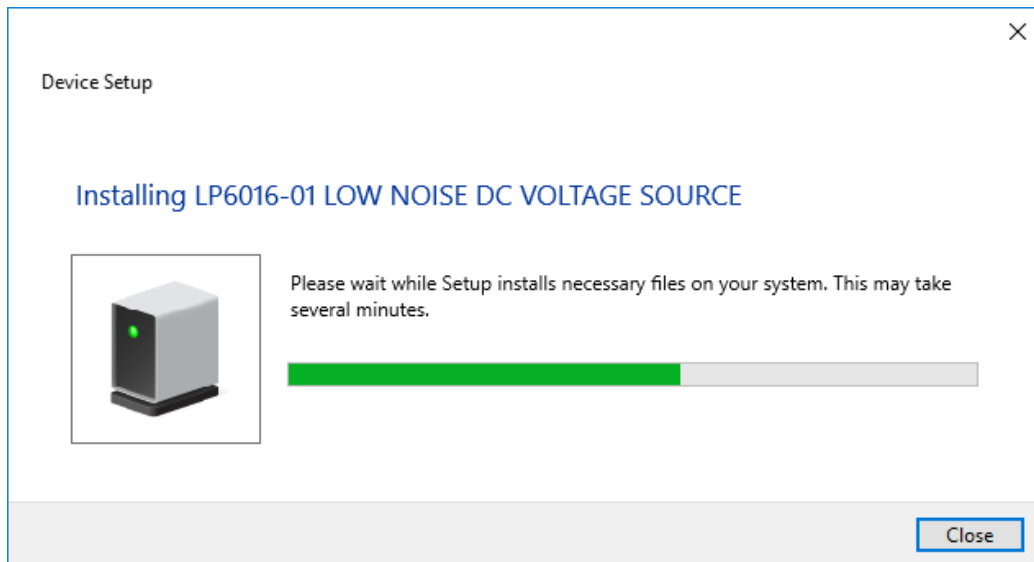 Device Setup
Installing LP6016-01 LOW NOISE DC VOLTAGE SOURCE
Please wait while Setup installs necessary files on your system. This may take
several minutes.
Close